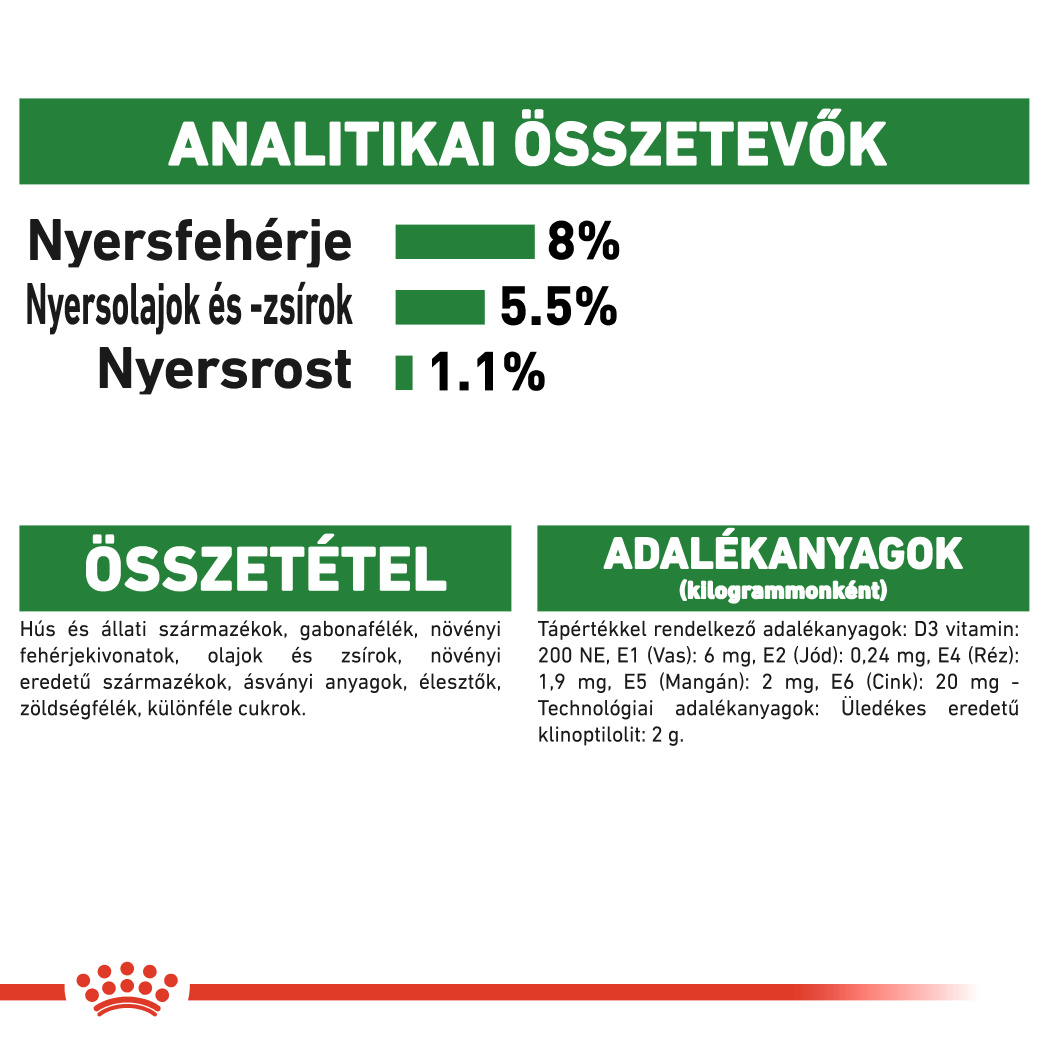 ANALITIKAI ÖSSZETEVŐK
Nyersfehérje 8%
Nyersolajok és -zsírok 5.5%
Nyersrost 1.1%
ÖSSZETÉTEL
Hús és állati származékok, gabonafélék, növényi
fehérjekivonatok, olajok és zsírok, növényi
eredetű származékok, ásványi anyagok, élesztők,
zöldségfélék, különféle cukrok.
ADALÉKANYAGOK
(kilogrammonként)
Tápértékkel rendelkező adalékanyagok: D3 vitamin:
200 NE, E1 (Vas): 6 mg, E2 (Jód): 0,24 mg, E4 (Réz):
1,9 mg, E5 (Mangán): 2 mg, E6 (Cink): 20 mg -
Technológiai adalékanyagok: Üledékes eredetű
klinoptilolit: 2 g.